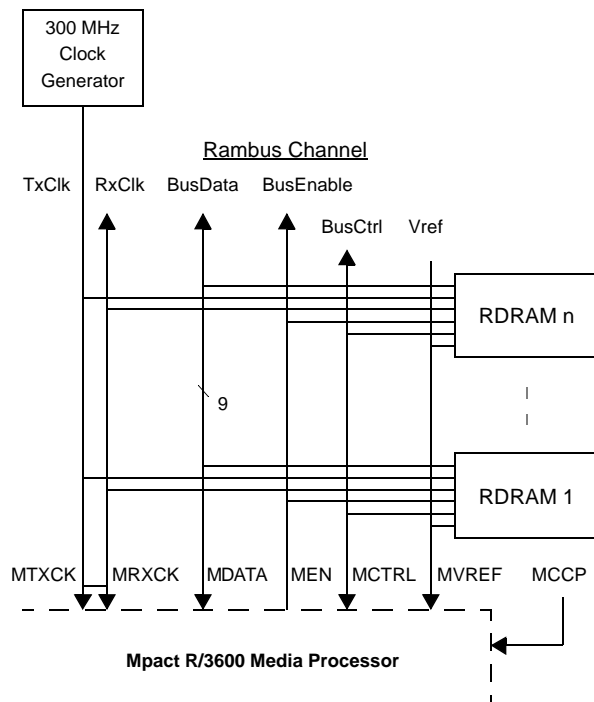 300 MHz
Clock
Generator
Rambus Channel
TxClk RxClk BusData BusEnable
BusCtrl Vref
RDRAM n
9
RDRAM 1
MTXCK MRXCK MDATA MEN MCTRL MVREF MCCP
Mpact R/3600 Media Processor